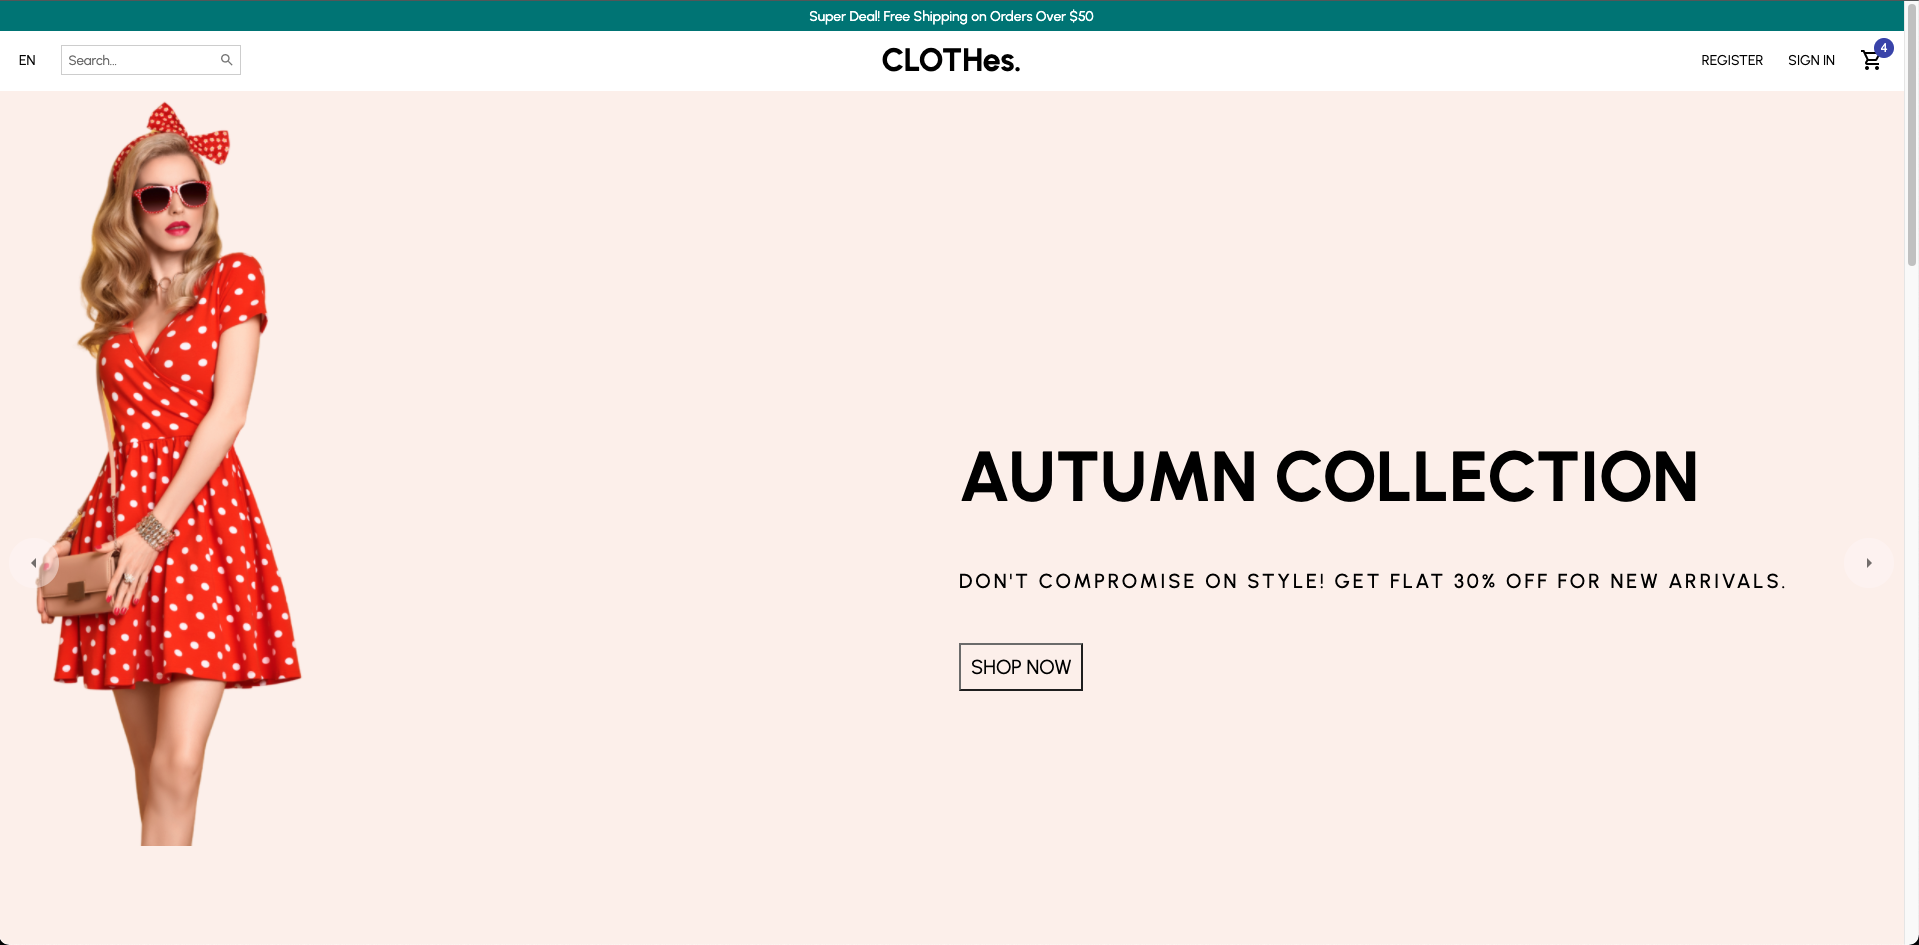 Super Deal! Free Shipping on Orders Over $50
EN
Search...
CLOTHes.
REGISTER
SIGN IN
4
AUTUMN COLLECTION
DON'T COMPROMISE ON STYLE! GET FLAT 30% OFF FOR NEW ARRIVALS.
SHOP NOW